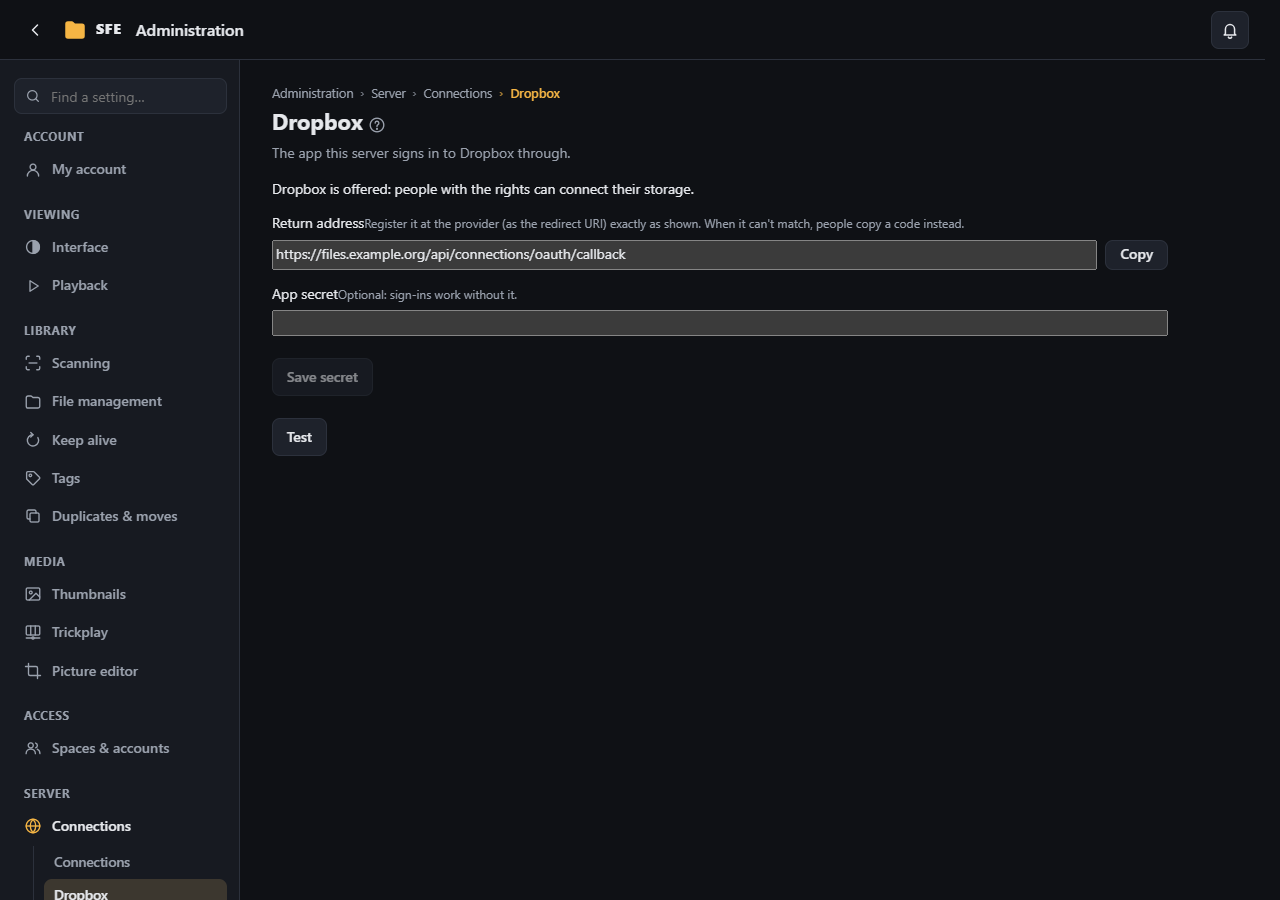 SFE Administration
Find a setting...
ACCOUNT
My account
VIEWING
Interface
Playback
LIBRARY
Scanning
File management
Keep alive
Tags
Duplicates & moves
MEDIA
Thumbnails
Trickplay
Picture editor
ACCESS
Spaces & accounts
SERVER
Connections
Connections
Dropbox
Administration › Server › Connections › Dropbox
Dropbox ?
The app this server signs in to Dropbox through.
Dropbox is offered: people with the rights can connect their storage.
Return addressRegister it at the provider (as the redirect URI) exactly as shown. When it can't match, people copy a code instead.
https://files.example.org/api/connections/oauth/callback Copy
App secretOptional: sign-ins work without it.
Save secret
Test